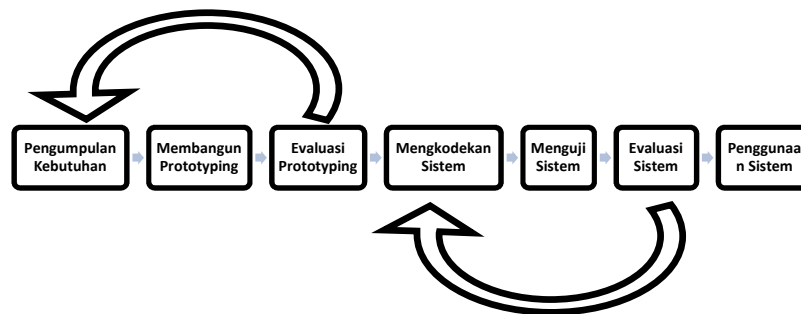 Pengumpulan
Kebutuhan
Membangun
Prototyping
Evaluasi
Prototyping
Mengkodekan
Sistem
Menguji
Sistem
Evaluasi
Sistem
Penggunaa
n Sistem